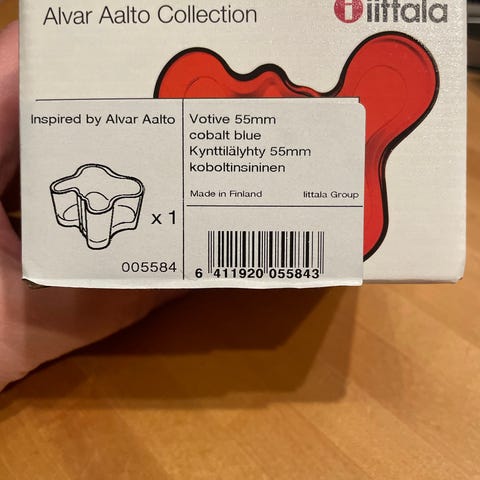 Alvar Aalto Collection
iittala
Inspired by Alvar Aalto
x 1
005584
Votive 55mm
cobalt blue
Kynttilälyhty 55mm
koboltinsininen
Made in Finland
Iittala Group
6 411920 055843